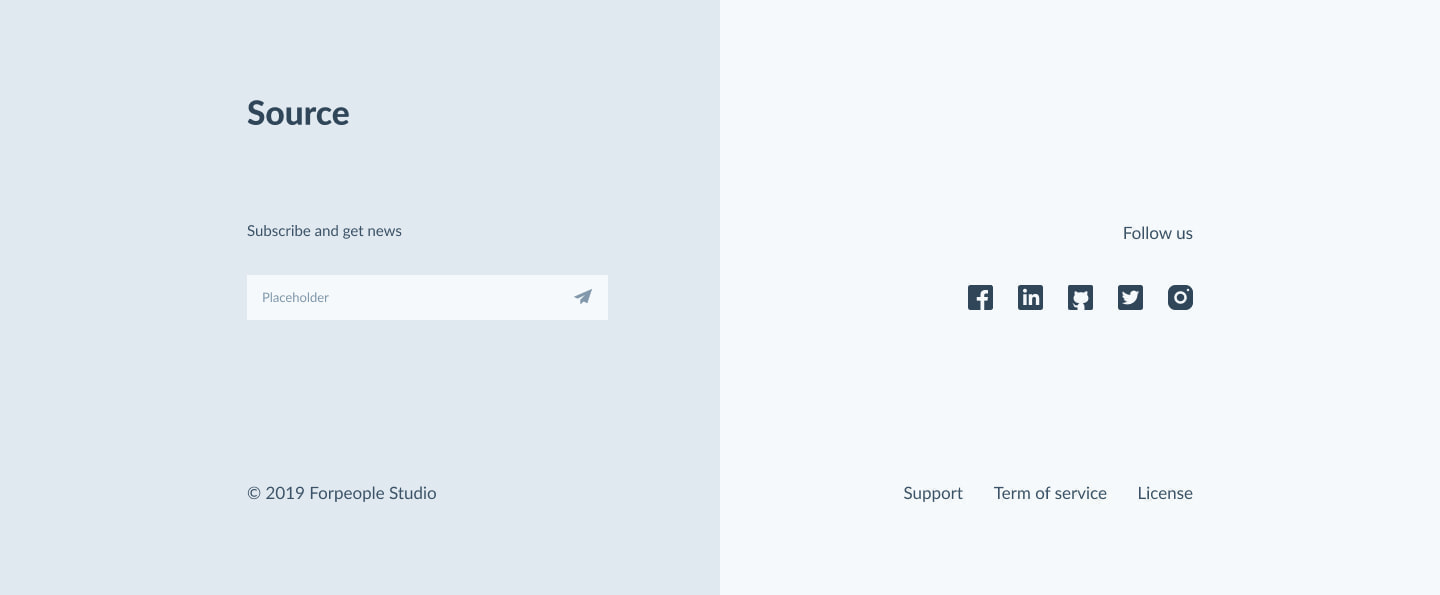 Source
Subscribe and get news
Follow us
Placeholder
© 2019 Forpeople Studio
Support Term of service License